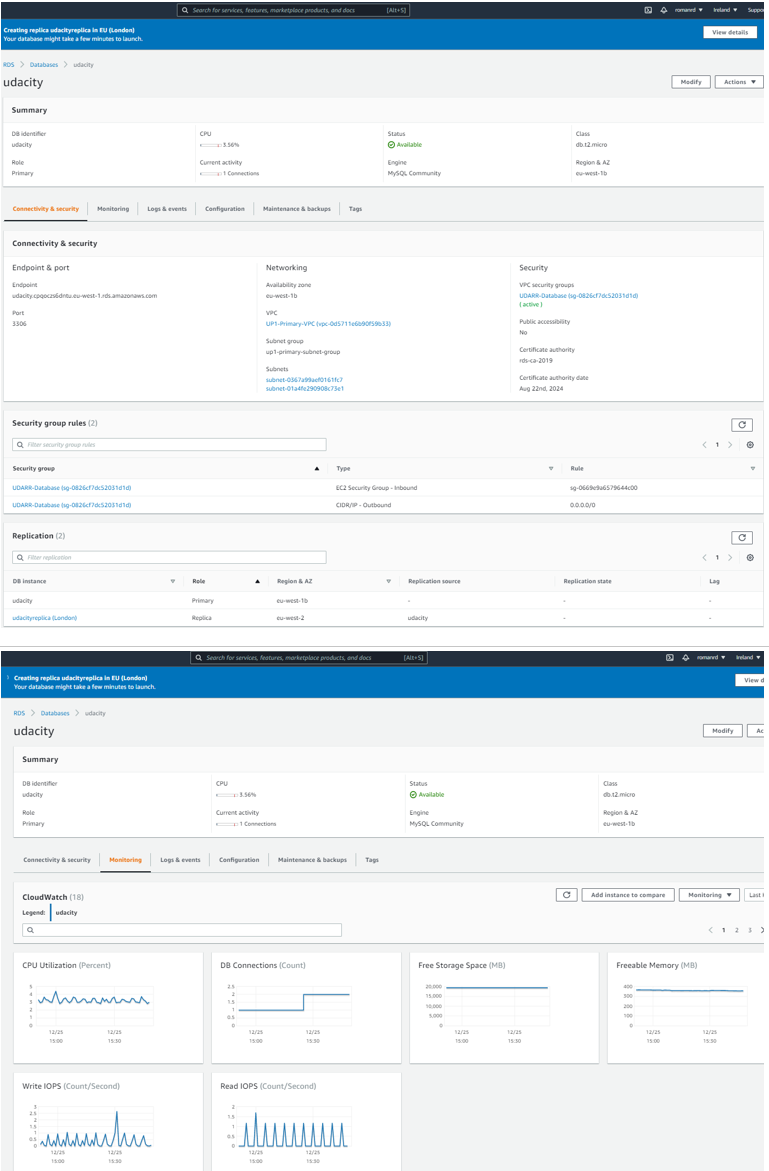 Search for services, features, marketplace products, and docs [Alt+S] romanrd Ireland Suppor
Creating replica udacityreplica in EU (London)
Your database might take a few minutes to launch.
View details
RDS > Databases > udacity
udacity
Modify Actions
Summary
DB identifier CPU Status Class
udacity 3.56% Available db.t2.micro
Role Current activity Engine Region & AZ
Primary 1 Connections MySQL Community eu-west-1b
Connectivity & security Monitoring Logs & events Configuration Maintenance & backups Tags
Connectivity & security
Endpoint & port
Endpoint
udacity.cpqoczs6dntu.eu-west-1.rds.amazonaws.com
Port
3306
Networking
Availability zone
eu-west-1b
VPC
UP1-Primary-VPC (vpc-0d5711e6b90f59b33)
Subnet group
up1-primary-subnet-group
Subnets
subnet-0367a99aef0161fc7
subnet-01a4fe290908c73e1
Security
VPC security groups
UDARR-Database (sg-0826cf7dc52031d1d)
( active )
Public accessibility
No
Certificate authority
rds-ca-2019
Certificate authority date
Aug 22nd, 2024
Security group rules (2)
Filter security group rules
< 1 >
Security group Type Rule
UDARR-Database (sg-0826cf7dc52031d1d) EC2 Security Group - Inbound sg-0669e9a6579644c00
UDARR-Database (sg-0826cf7dc52031d1d) CIDR/IP - Outbound 0.0.0.0/0
Replication (2)
Filter replication
< 1 >
DB instance Role Region & AZ Replication source Replication state Lag
udacity Primary eu-west-1b - - -
udacityreplica (London) Replica eu-west-2 udacity - -
Search for services, features, marketplace products, and docs [Alt+S] romanrd Ireland
Creating replica udacityreplica in EU (London)
Your database might take a few minutes to launch.
View d
RDS > Databases > udacity
udacity
Modify Ac
Summary
DB identifier CPU Status Class
udacity 3.56% Available db.t2.micro
Role Current activity Engine Region & AZ
Primary 1 Connections MySQL Community eu-west-1b
Connectivity & security Monitoring Logs & events Configuration Maintenance & backups Tags
CloudWatch (18)
Add instance to compare Monitoring Last
Legend: udacity
< 1 2 3 >
CPU Utilization (Percent)
5
4
3
2
1
0
12/25 12/25
15:00 15:30
DB Connections (Count)
2.5
2
1.5
1
0.5
0
12/25 12/25
15:00 15:30
Free Storage Space (MB)
20,000
15,000
10,000
5,000
0
12/25 12/25
15:00 15:30
Freeable Memory (MB)
400
300
200
100
0
12/25 12/25
15:00 15:30
Write IOPS (Count/Second)
3
2.5
2
1.5
1
0.5
0
12/25 12/25
15:00 15:30
Read IOPS (Count/Second)
2
1.5
1
0.5
0
12/25 12/25
15:00 15:30